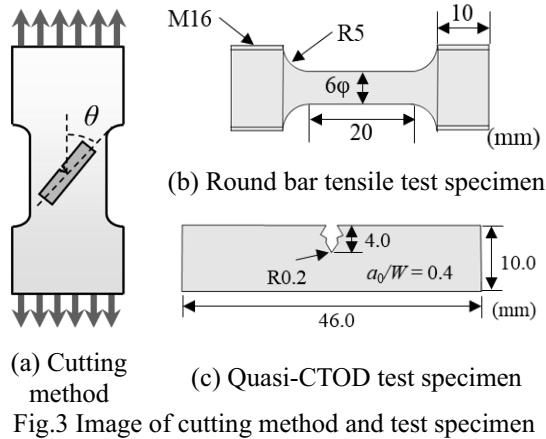 θ
(a) Cutting
method
M16
R5
10
6φ
20
(mm)
(b) Round bar tensile test specimen
4.0
R0.2
a₀/W = 0.4
10.0
46.0
(mm)
(c) Quasi-CTOD test specimen
Fig.3 Image of cutting method and test specimen